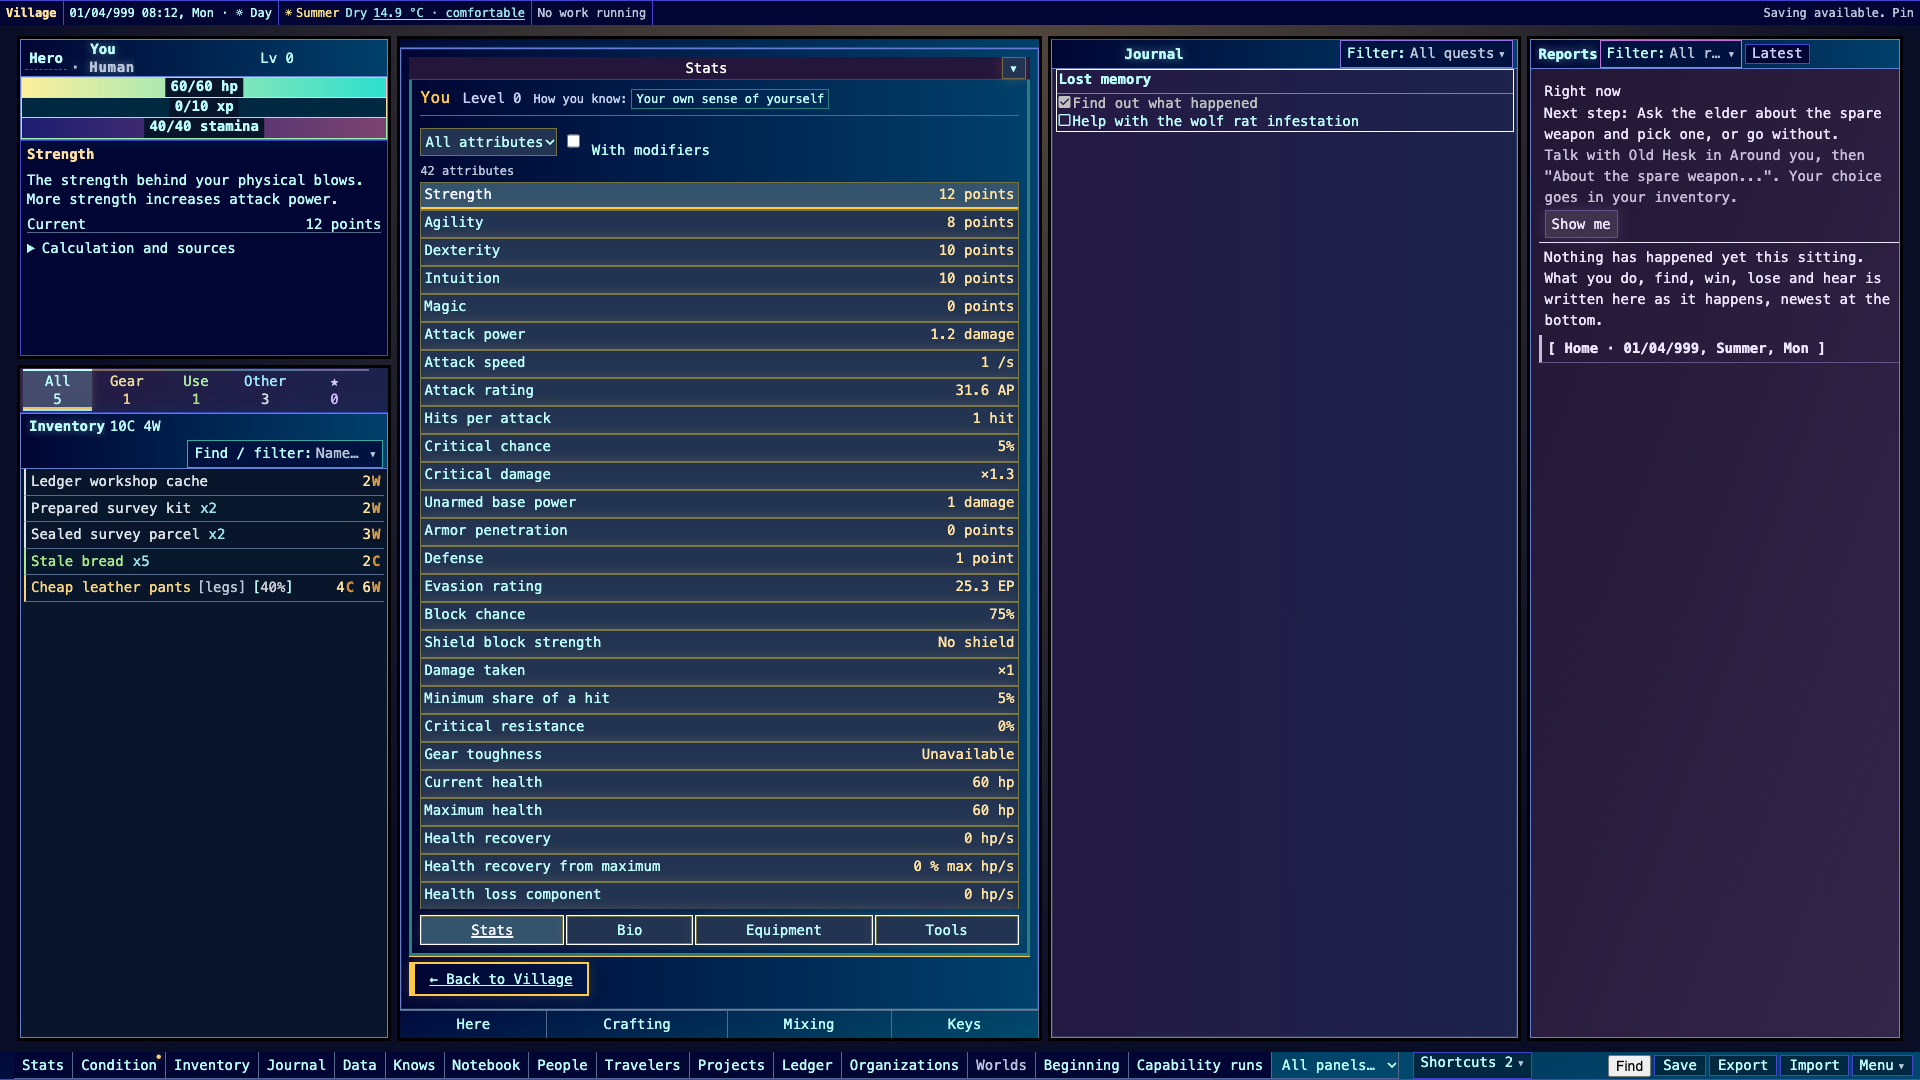 Village 01/04/999 08:12, Mon · ☀ Day ☀ Summer Dry 14.9 °C · comfortable No work running Saving available. Pin
Hero · You Human Lv 0
60/60 hp
0/10 xp
40/40 stamina
Strength
The strength behind your physical blows.
More strength increases attack power.
Current 12 points
▶ Calculation and sources
All 5
Gear 1
Use 1
Other 3
★ 0
Inventory 10C 4W
Find / filter: Name… ▾
Ledger workshop cache 2W
Prepared survey kit x2 2W
Sealed survey parcel x2 3W
Stale bread x5 2C
Cheap leather pants [legs] [40%] 4C 6W
Stats ▾
You Level 0 How you know: Your own sense of yourself
All attributes With modifiers
42 attributes
Strength 12 points
Agility 8 points
Dexterity 10 points
Intuition 10 points
Magic 0 points
Attack power 1.2 damage
Attack speed 1 /s
Attack rating 31.6 AP
Hits per attack 1 hit
Critical chance 5%
Critical damage ×1.3
Unarmed base power 1 damage
Armor penetration 0 points
Defense 1 point
Evasion rating 25.3 EP
Block chance 75%
Shield block strength No shield
Damage taken ×1
Minimum share of a hit 5%
Critical resistance 0%
Gear toughness Unavailable
Current health 60 hp
Maximum health 60 hp
Health recovery 0 hp/s
Health recovery from maximum 0 % max hp/s
Health loss component 0 hp/s
Stats Bio Equipment Tools
← Back to Village
Here Crafting Mixing Keys
Journal Filter: All quests ▾
Lost memory
☑Find out what happened
☐Help with the wolf rat infestation
Reports Filter: All r… ▾ Latest
Right now
Next step: Ask the elder about the spare
weapon and pick one, or go without.
Talk with Old Hesk in Around you, then
"About the spare weapon...". Your choice
goes in your inventory.
Show me
Nothing has happened yet this sitting.
What you do, find, win, lose and hear is
written here as it happens, newest at the
bottom.
[ Home · 01/04/999, Summer, Mon ]
Stats Condition Inventory Journal Data Knows Notebook People Travelers Projects Ledger Organizations Worlds Beginning Capability runs All panels… Shortcuts 2 ▾ Find Save Export Import Menu ▾